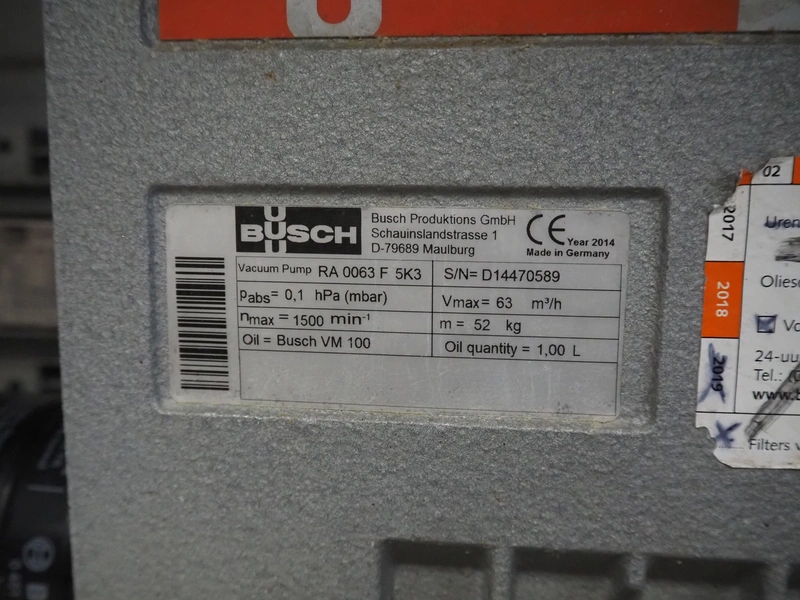 BUSCH
Busch Produktions GmbH
Schauinslandstrasse 1
D-79689 Maulburg
CE Year 2014
Made in Germany
Vacuum Pump RA 0063 F 5K3
S/N= D14470589
pabs= 0,1 hPa (mbar)
Vmax= 63 m³/h
nmax= 1500 min-1
m = 52 kg
Oil = Busch VM 100
Oil quantity = 1,00 L
02
2017
2018
2019
24-uu
Tel.: (0
Filters